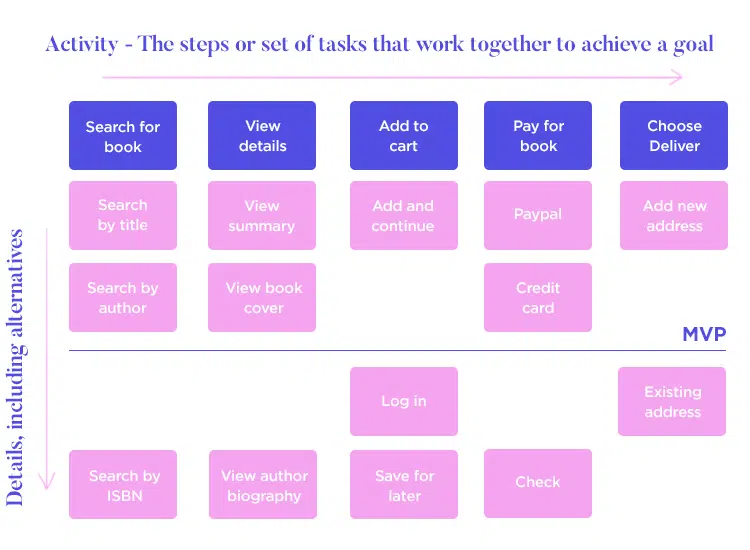 Activity - The steps or set of tasks that work together to achieve a goal
Search for
book
View
details
Add to
cart
Pay for
book
Choose
Deliver
Search
by title
View
summary
Add and
continue
Paypal
Add new
address
Search by
author
View book
cover
Credit
card
MVP
Details, including alternatives
Log in
Existing
address
Search by
ISBN
View author
biography
Save for
later
Check